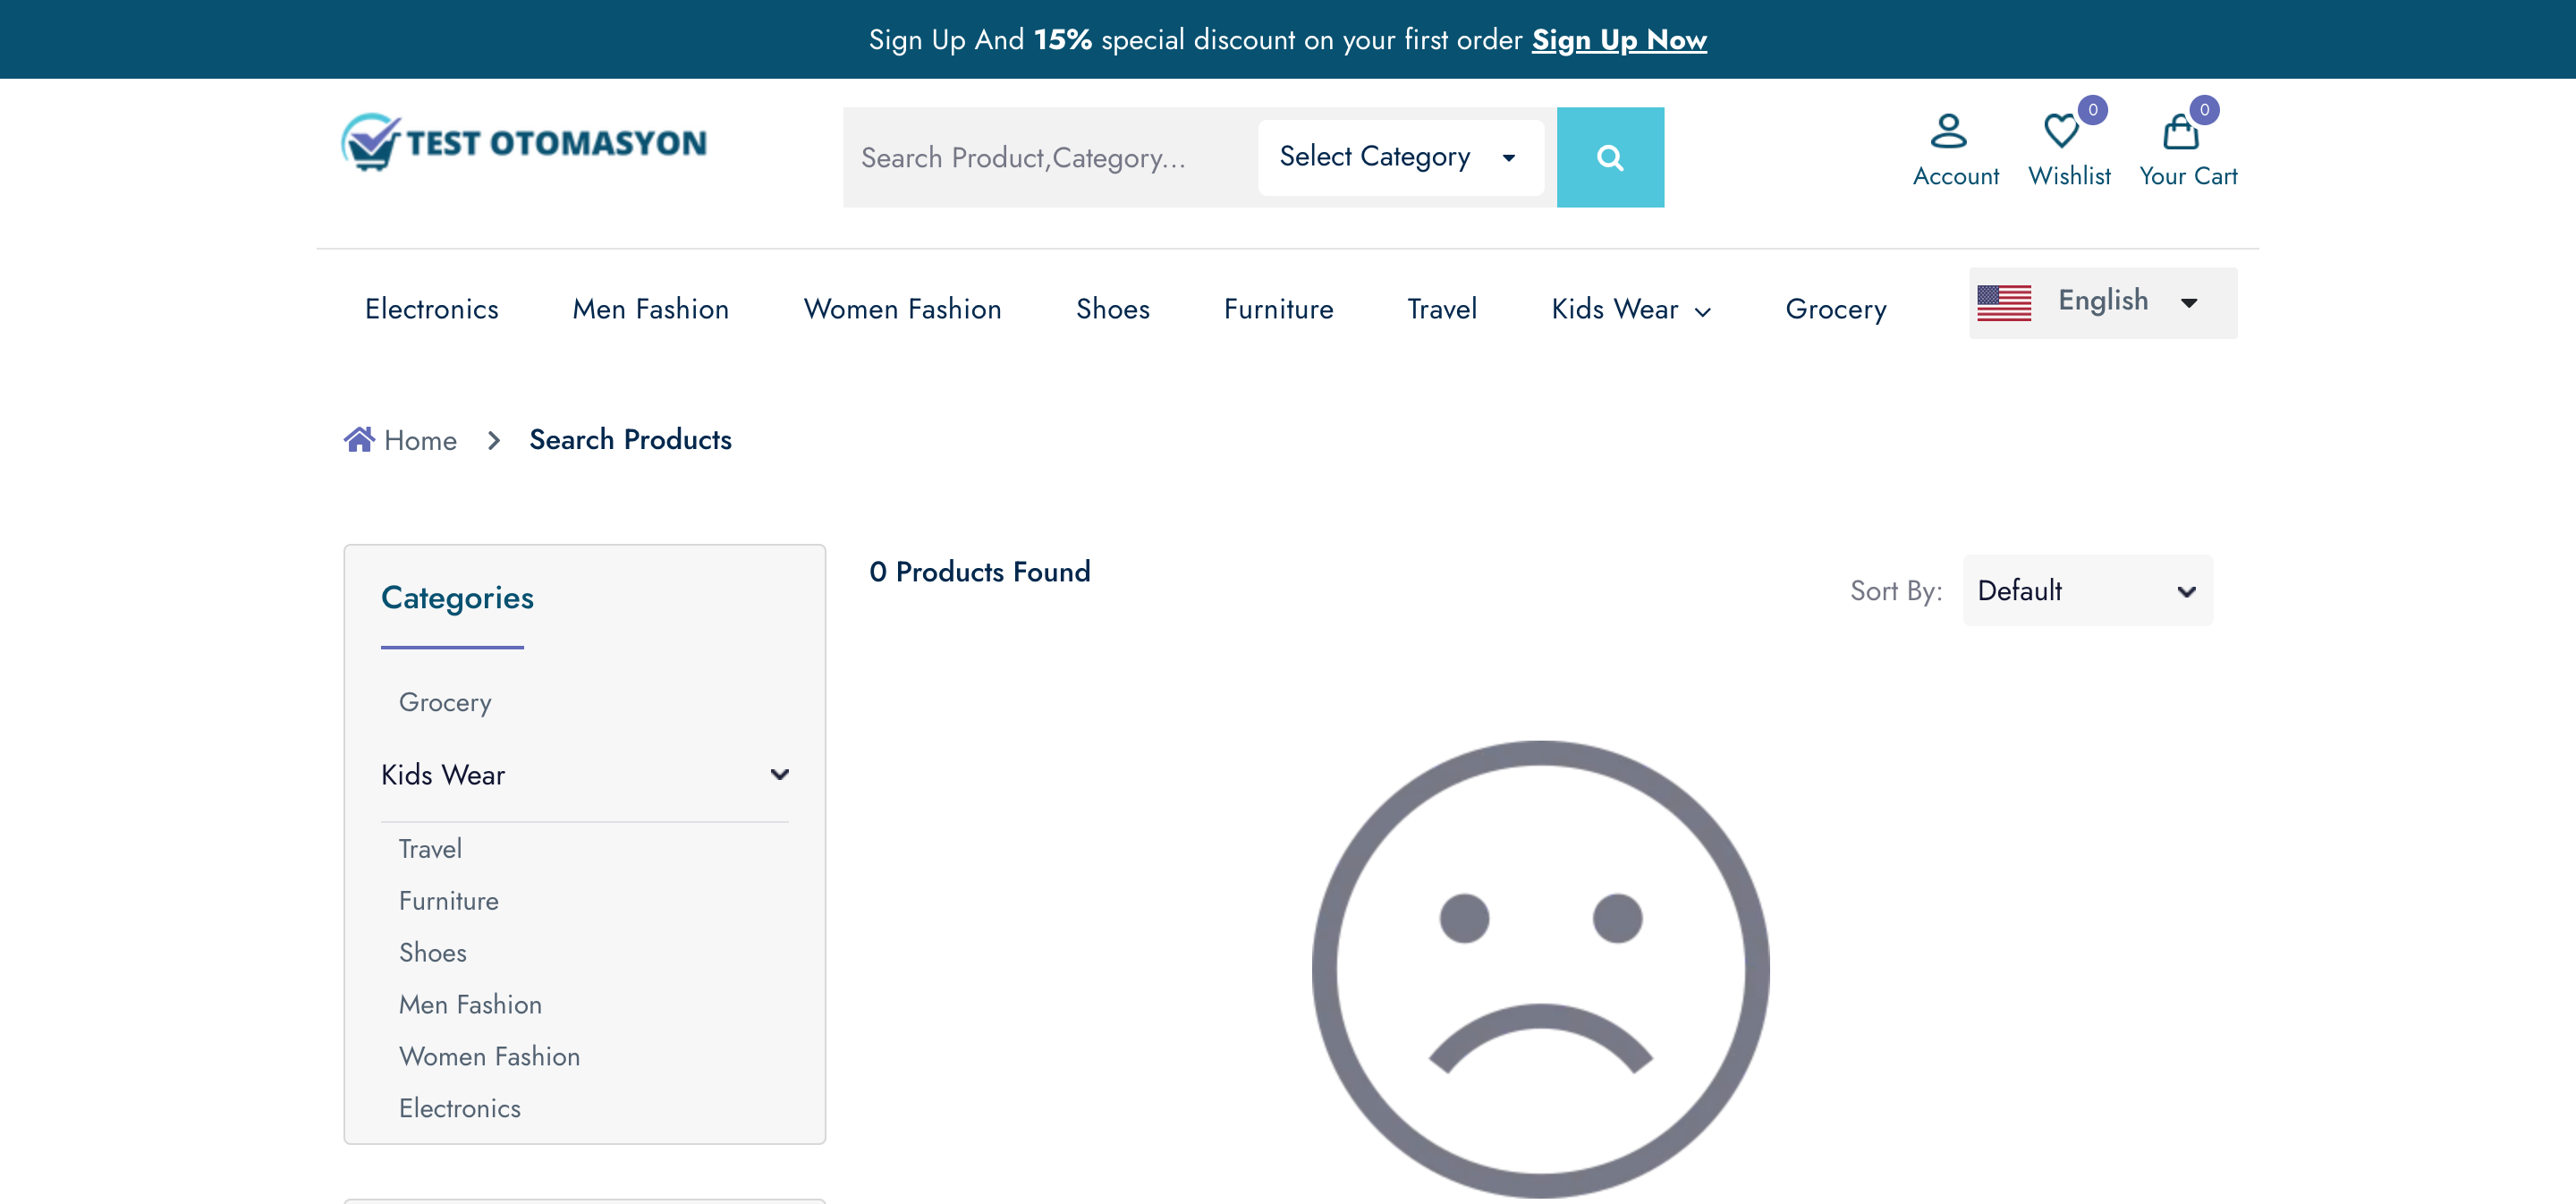 Sign Up And 15% special discount on your first order Sign Up Now
TEST OTOMASYON
Search Product,Category...
Select Category
0
0
Account
Wishlist
Your Cart
Electronics
Men Fashion
Women Fashion
Shoes
Furniture
Travel
Kids Wear
Grocery
English
Home
Search Products
Categories
Grocery
Kids Wear
Travel
Furniture
Shoes
Men Fashion
Women Fashion
Electronics
0 Products Found
Sort By:
Default